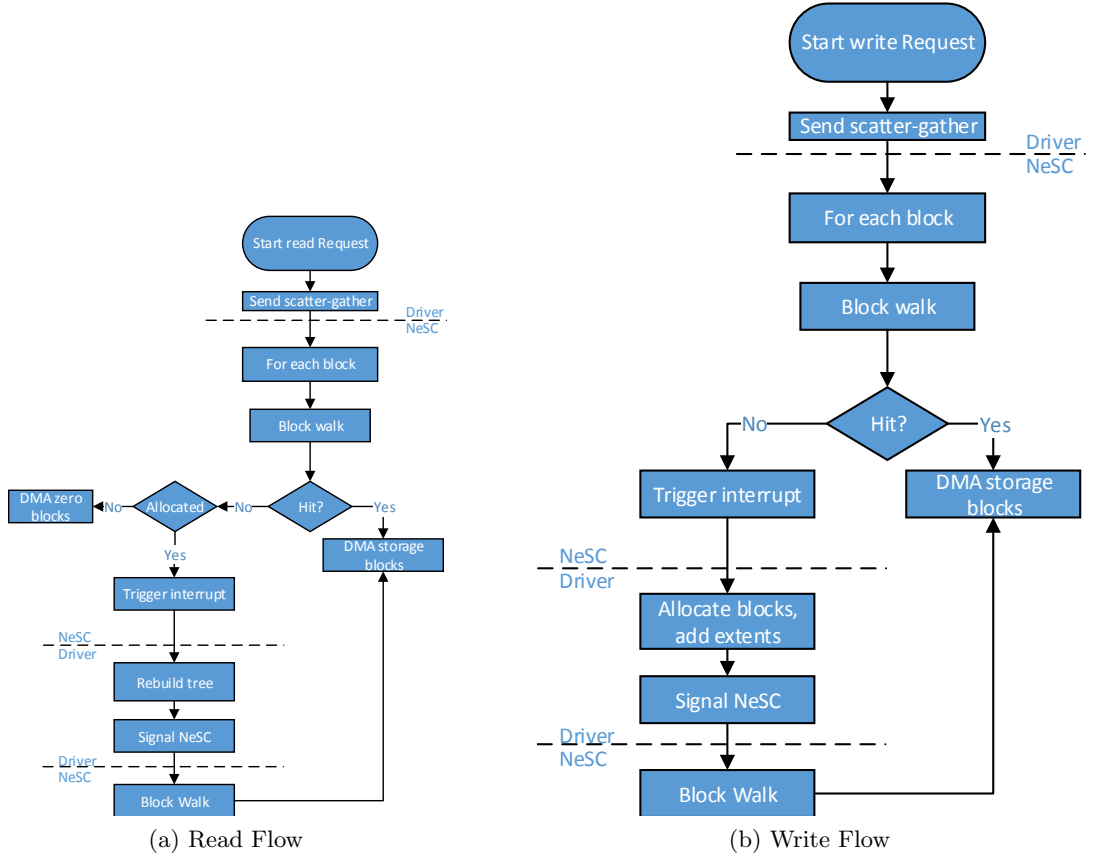 Start read Request
Send scatter-gather
Driver
NeSC
For each block
Block walk
Hit?
No
Yes
Allocated
No
Yes
DMA zero
blocks
DMA storage
blocks
Trigger interrupt
NeSC
Driver
Rebuild tree
Signal NeSC
Driver
NeSC
Block Walk
(a) Read Flow
Start write Request
Send scatter-gather
Driver
NeSC
For each block
Block walk
Hit?
No
Yes
Trigger interrupt
DMA storage
blocks
NeSC
Driver
Allocate blocks,
add extents
Signal NeSC
Driver
NeSC
Block Walk
(b) Write Flow